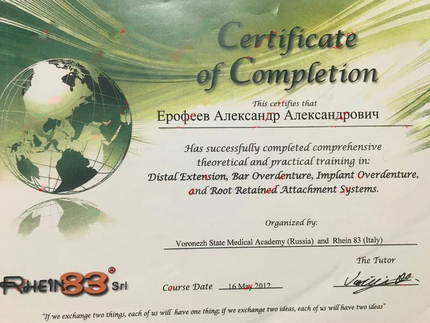 Certificate
of Completion
This certifies that
Ерофеев Александр Александрович
Has successfully completed comprehensive
theoretical and practical training in:
Distal Extension, Bar Overdenture, Implant Overdenture,
and Root Retained Attachment Systems.
Organized by:
Voronezh State Medical Academy (Russia) and Rhein 83 (Italy)
The Tutor
RHEIN83® Srl
Course Date 16 May 2012
"If we exchange two things, each of us will have one thing; if we exchange two ideas, each of us will have two ideas"